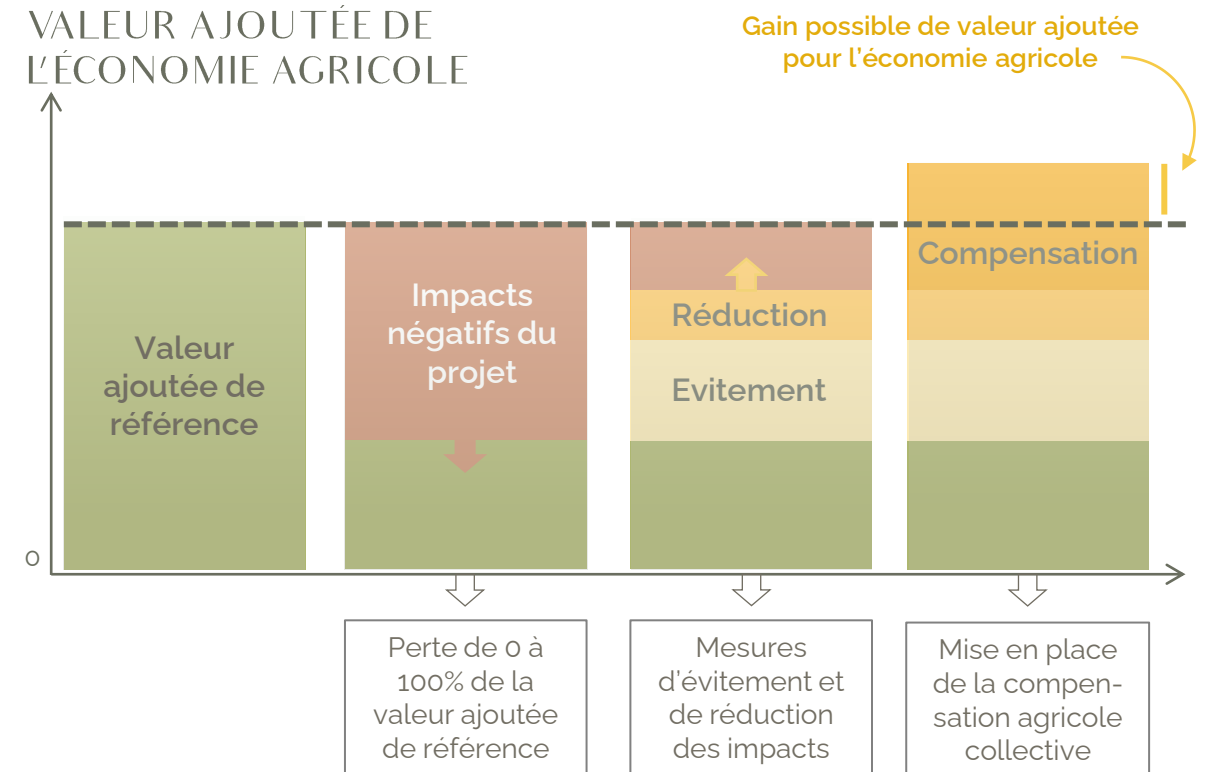 VALEUR AJOUTÉE DE
L'ÉCONOMIE AGRICOLE
Gain possible de valeur ajoutée
pour l'économie agricole
Valeur
ajoutée de
référence
Impacts
négatifs du
projet
Réduction
Evitement
Compensation
0
Perte de 0 à
100% de la
valeur ajoutée
de référence
Mesures
d'évitement et
de réduction
des impacts
Mise en place
de la compen-
sation agricole
collective